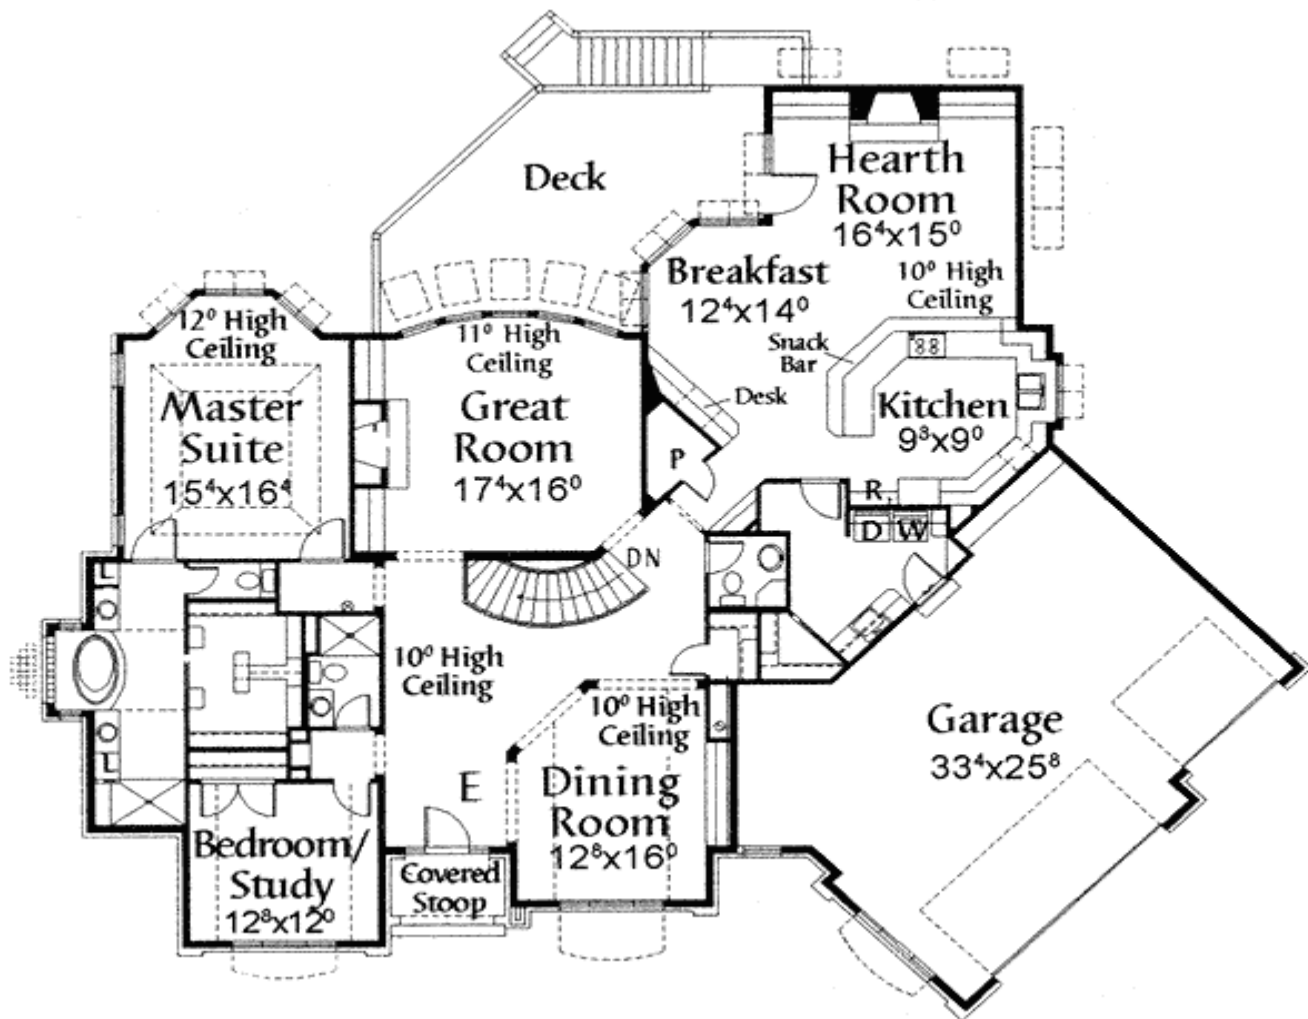 Deck
Hearth
Room
16⁴x15⁰
10⁰ High
Ceiling
Breakfast
12⁴x14⁰
Snack
Bar
Desk
Kitchen
9³x9⁰
12⁰ High
Ceiling
Master
Suite
15⁴x16⁴
11⁰ High
Ceiling
Great
Room
17⁴x16⁰
P
R
D W
DN
10⁰ High
Ceiling
10⁰ High
Ceiling
Dining
Room
12⁸x16⁰
E
Garage
33⁴x25⁸
L
L
Bedroom/
Study
12⁸x12⁰
Covered
Stoop